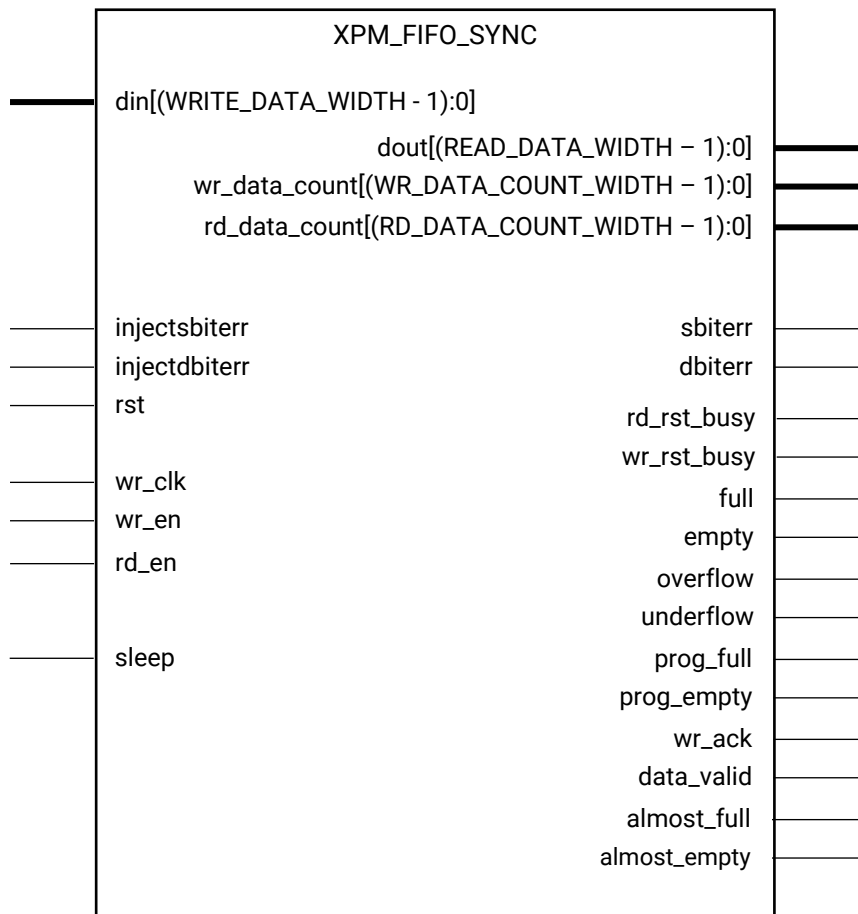 XPM_FIFO_SYNC
din[(WRITE_DATA_WIDTH - 1):0]
dout[(READ_DATA_WIDTH – 1):0]
wr_data_count[(WR_DATA_COUNT_WIDTH – 1):0]
rd_data_count[(RD_DATA_COUNT_WIDTH – 1):0]
injectsbiterr
sbiterr
injectdbiterr
dbiterr
rst
rd_rst_busy
wr_rst_busy
wr_clk
full
wr_en
empty
rd_en
overflow
underflow
sleep
prog_full
prog_empty
wr_ack
data_valid
almost_full
almost_empty